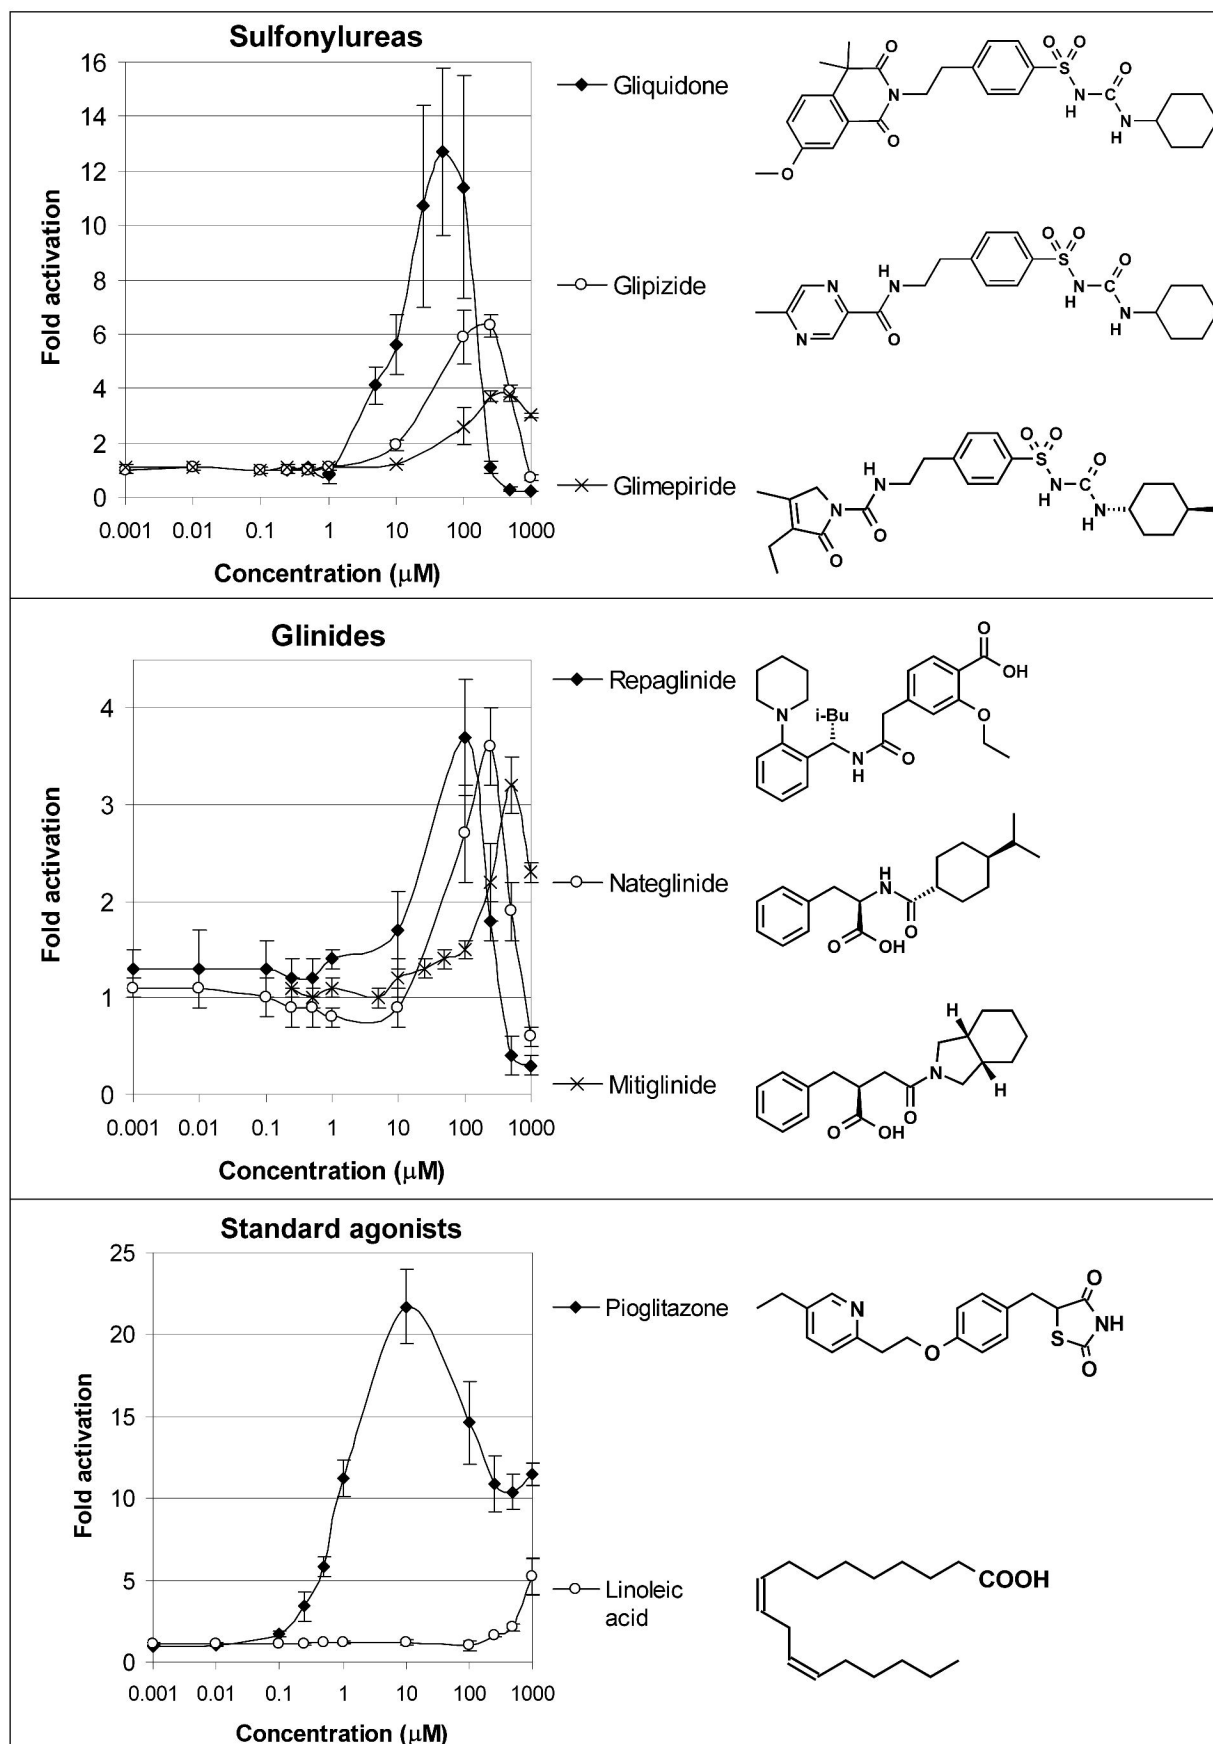 Sulfonylureas
Fold activation
16
14
12
10
8
6
4
2
0
0.001 0.01 0.1 1 10 100 1000
Concentration (μM)
Gliquidone
Glipizide
Glimepiride
O
N
O
O
O O
S
N
H
O
C
N
H
N
N
H
N
O
O O
S
N
H
O
C
N
H
H
N
N
O
O
O O
S
N
H
O
C
N
H
Glinides
Fold activation
4
3
2
1
0
0.001 0.01 0.1 1 10 100 1000
Concentration (μM)
Repaglinide
Nateglinide
Mitiglinide
N
i-Bu
N
H
O
O
OH
O
H
N
O
O
OH
H
H
N
O
O
OH
Standard agonists
Fold activation
25
20
15
10
5
0
0.001 0.01 0.1 1 10 100 1000
Concentration (μM)
Pioglitazone
Linoleic
acid
N
O
O
S
NH
O
COOH